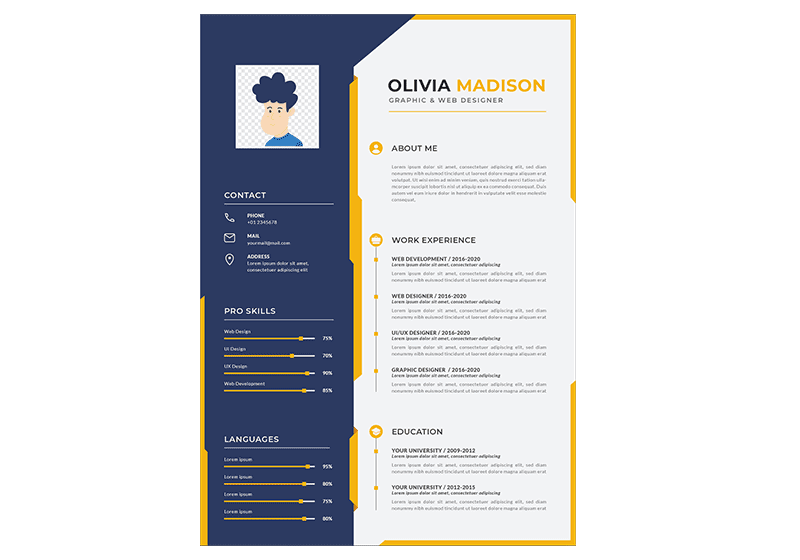 OLIVIA MADISON
GRAPHIC & WEB DESIGNER
CONTACT
PHONE
+01 2345678
MAIL
yourmail@mail.com
ADDRESS
Lorem ipsum dolor sit amet,
consectetuer adipiscing elit
PRO SKILLS
Web Design
75%
UI Design
70%
UX Design
90%
Web Development
85%
LANGUAGES
Lorem ipsum
95%
Lorem ipsum
80%
Lorem ipsum
75%
Lorem ipsum
80%
ABOUT ME
Lorem ipsum dolor sit amet, consectetuer adipiscing elit, sed diam
nonummy nibh euismod tincidunt ut laoreet dolore magna aliquam erat
volutpat. Ut wisi enim ad minim veniam, quis nostrud exerci tation ulla-
mcorper suscipit lobortis nisl ut aliquip ex ea commodo consequat. Duis
autem vel eum iriure dolor in hendrerit in vulputate velit esse molestie
consequat,
WORK EXPERIENCE
WEB DEVELOPMENT / 2016-2020
Lorem ipsum dolor sit amet, consectetuer adipiscing
Lorem ipsum dolor sit amet, consectetuer adipiscing elit, sed diam
nonummy nibh euismod tincidunt ut laoreet dolore magna aliquam erat
WEB DESIGNER / 2016-2020
Lorem ipsum dolor sit amet, consectetuer adipiscing
Lorem ipsum dolor sit amet, consectetuer adipiscing elit, sed diam
nonummy nibh euismod tincidunt ut laoreet dolore magna aliquam erat
UI/UX DESIGNER / 2016-2020
Lorem ipsum dolor sit amet, consectetuer adipiscing
Lorem ipsum dolor sit amet, consectetuer adipiscing elit, sed diam
nonummy nibh euismod tincidunt ut laoreet dolore magna aliquam erat
GRAPHIC DESIGNER / 2016-2020
Lorem ipsum dolor sit amet, consectetuer adipiscing
Lorem ipsum dolor sit amet, consectetuer adipiscing elit, sed diam
nonummy nibh euismod tincidunt ut laoreet dolore magna aliquam erat
EDUCATION
YOUR UNIVERSITY / 2009-2012
Lorem ipsum dolor sit amet, consectetuer adipiscing
Lorem ipsum dolor sit amet, consectetuer adipiscing elit, sed diam
nonummy nibh euismod tincidunt ut laoreet dolore magna aliquam erat
YOUR UNIVERSITY / 2012-2015
Lorem ipsum dolor sit amet, consectetuer adipiscing
Lorem ipsum dolor sit amet, consectetuer adipiscing elit, sed diam
nonummy nibh euismod tincidunt ut laoreet dolore magna aliquam erat